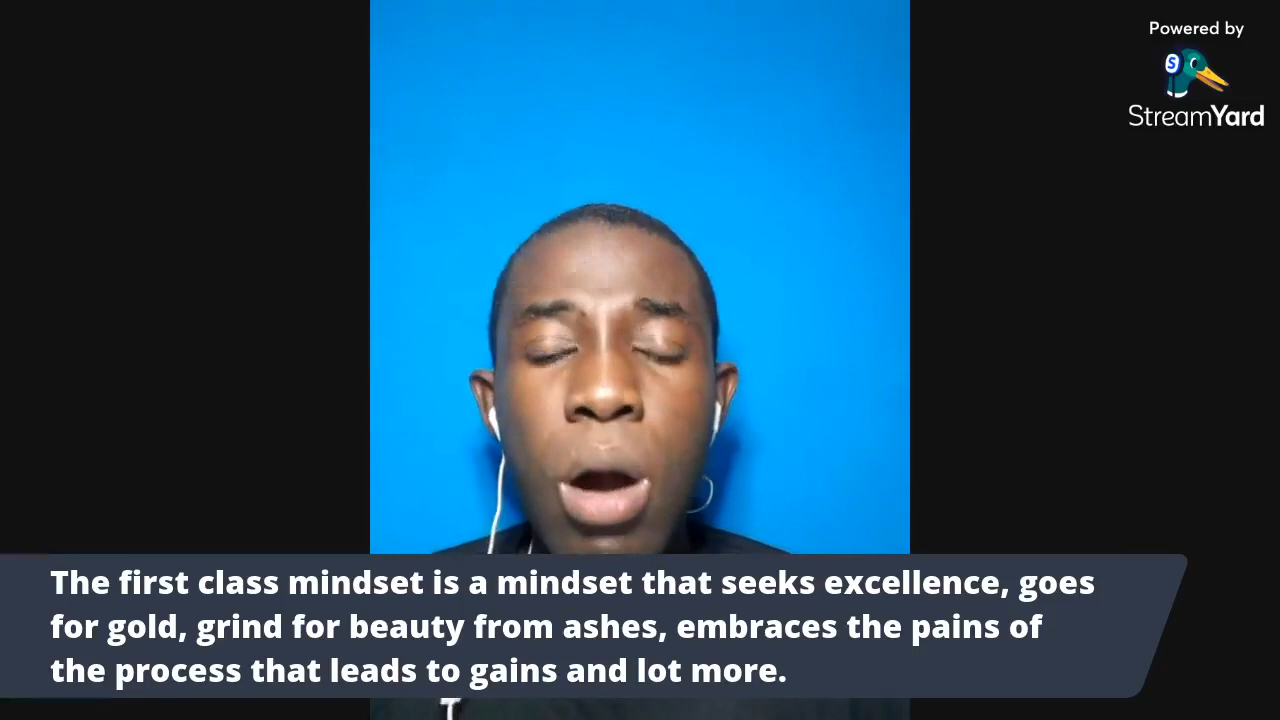 Powered by
S
StreamYard
The first class mindset is a mindset that seeks excellence, goes
for gold, grind for beauty from ashes, embraces the pains of
the process that leads to gains and lot more.